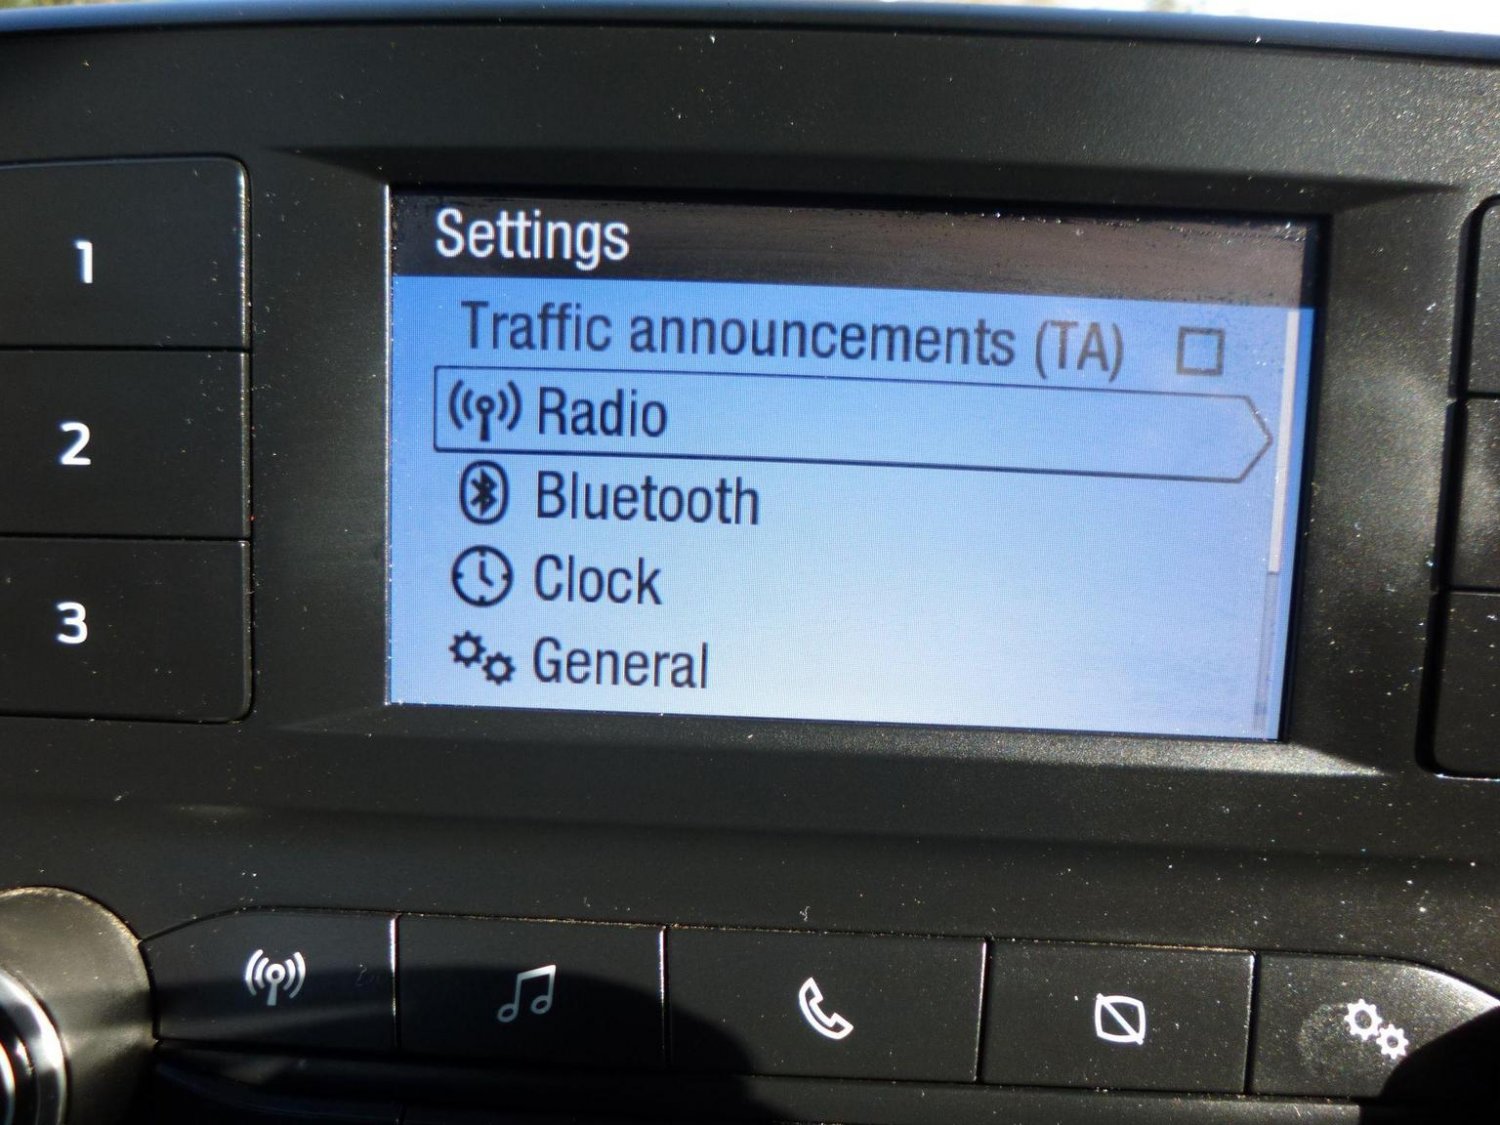 Settings
Traffic announcements (TA)
Radio
Bluetooth
Clock
General
1
2
3